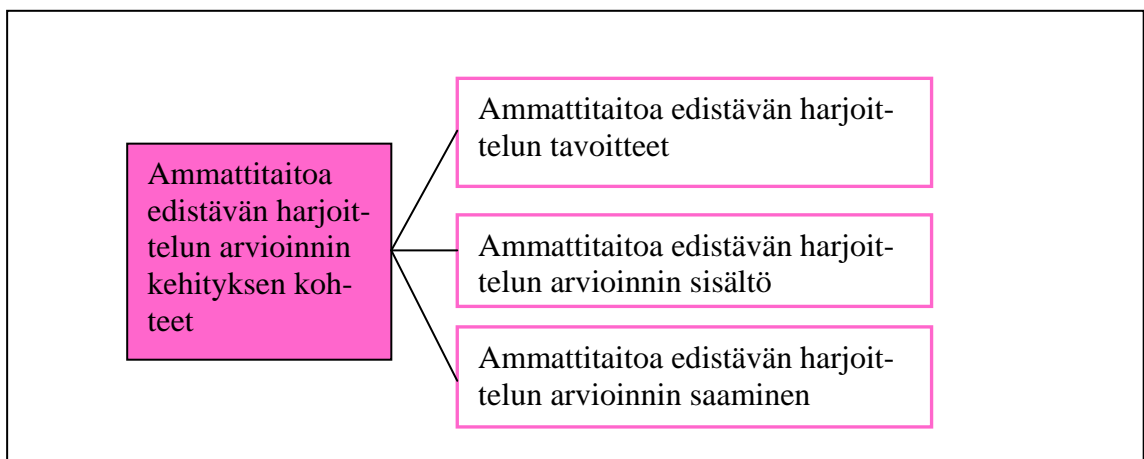 Ammattitaitoa
edistävän harjoit-
telun arvioinnin
kehityksen koh-
teet
Ammattitaitoa edistävän harjoit-
telun tavoitteet
Ammattitaitoa edistävän harjoit-
telun arvioinnin sisältö
Ammattitaitoa edistävän harjoit-
telun arvioinnin saaminen